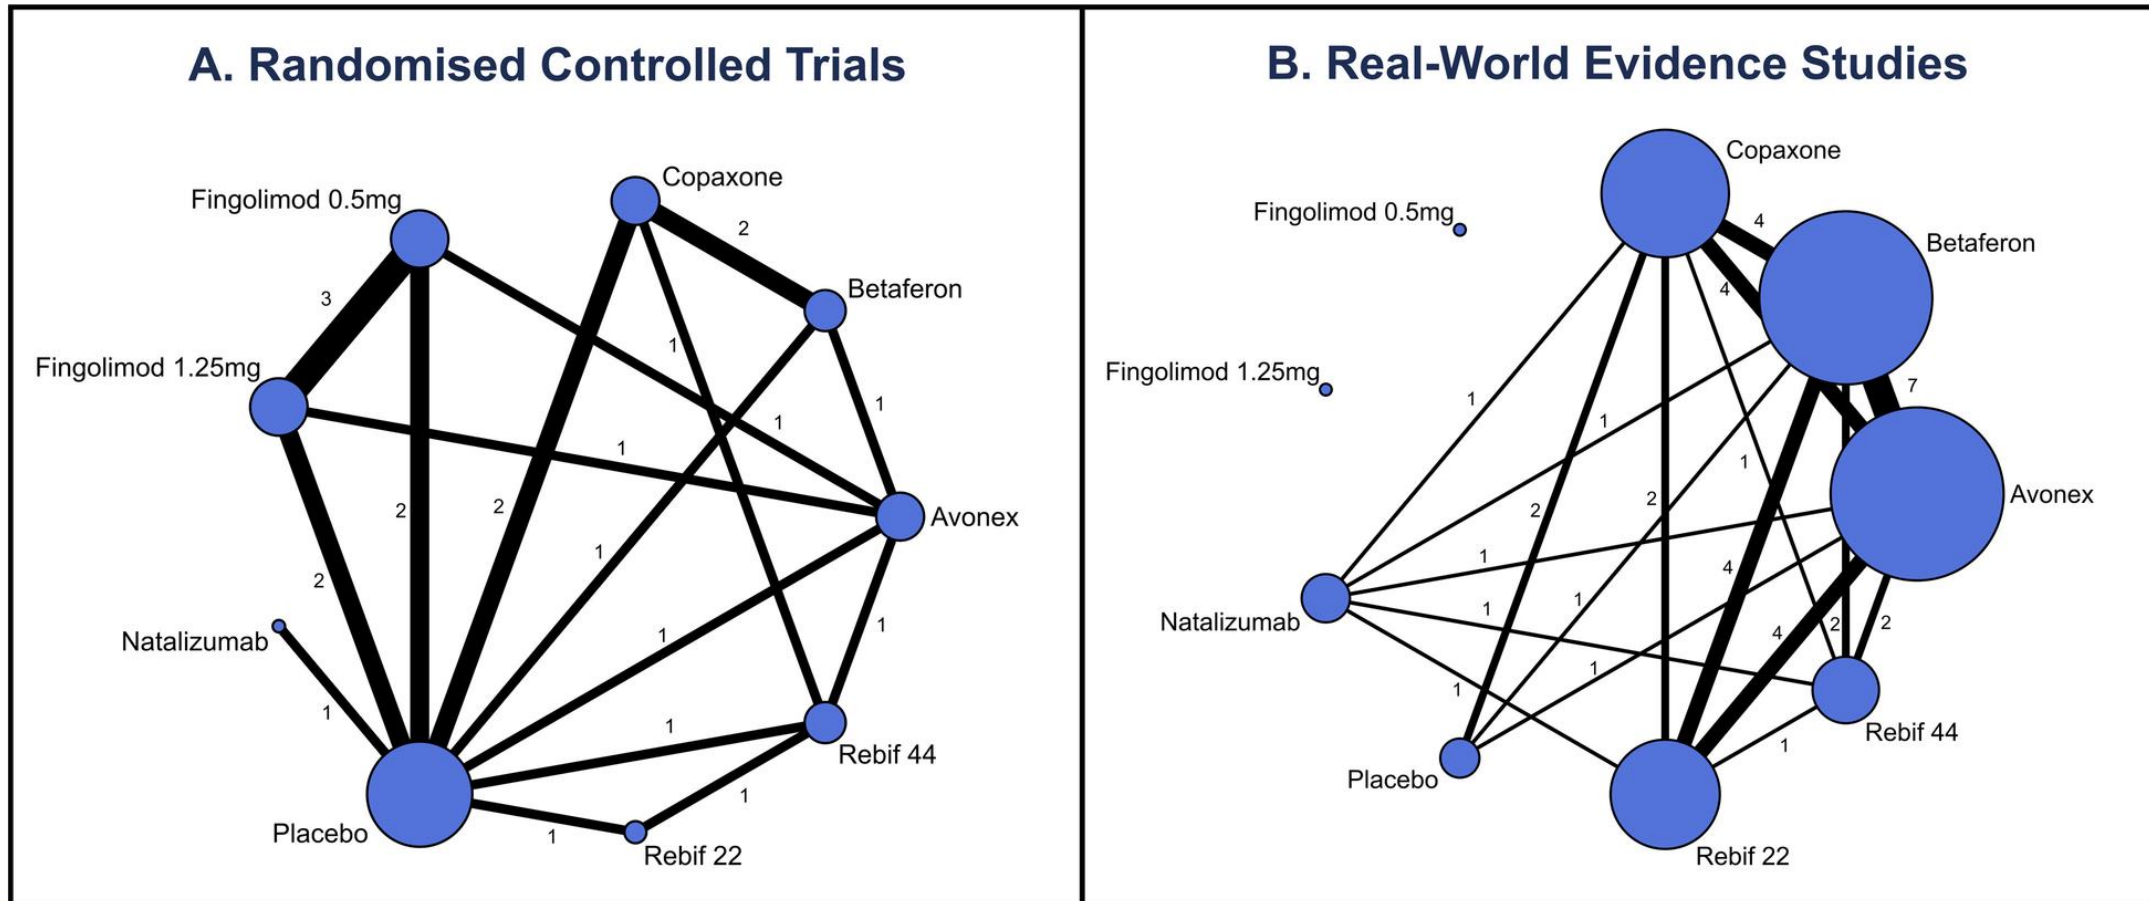 A. Randomised Controlled Trials
Copaxone
Fingolimod 0.5mg
2
Betaferon
3
1
Fingolimod 1.25mg
1
1
1
2
2
Avonex
1
2
1
1
Natalizumab
1
1
Rebif 44
1
Placebo
1
Rebif 22
B. Real-World Evidence Studies
Copaxone
Fingolimod 0.5mg
4
Betaferon
4
Fingolimod 1.25mg
7
1
1
1
2
2
Avonex
1
4
1
1
Natalizumab
2
2
4
1
1
Rebif 44
1
Placebo
Rebif 22